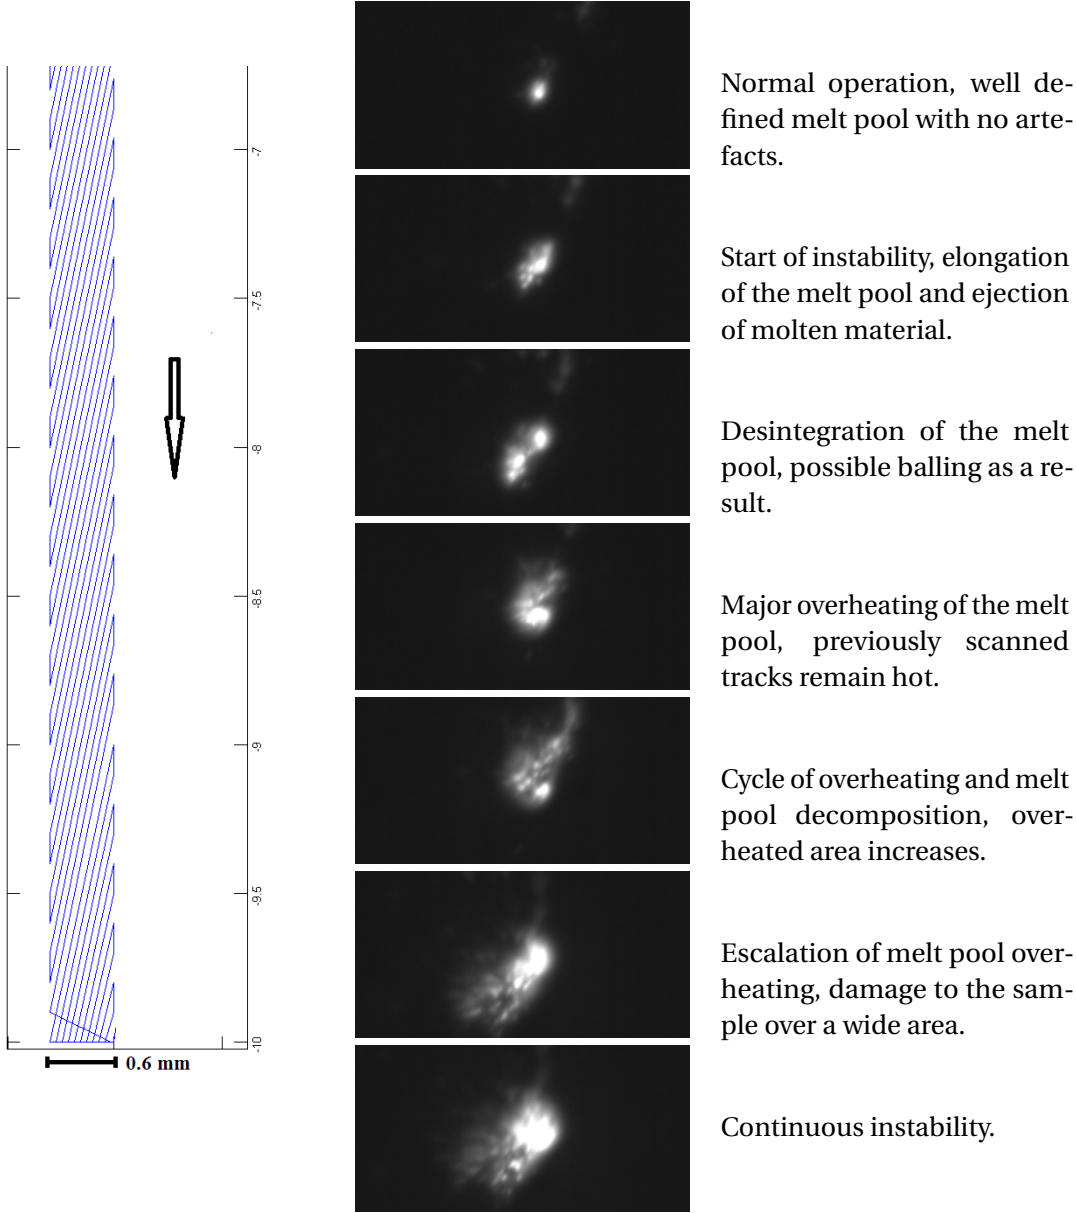 -7
-7.5
-8
-8.5
-9
-9.5
-10
0.6 mm
Normal operation, well de-
fined melt pool with no arte-
facts.
Start of instability, elongation
of the melt pool and ejection
of molten material.
Desintegration of the melt
pool, possible balling as a re-
sult.
Major overheating of the melt
pool, previously scanned
tracks remain hot.
Cycle of overheating and melt
pool decomposition, over-
heated area increases.
Escalation of melt pool over-
heating, damage to the sam-
ple over a wide area.
Continuous instability.